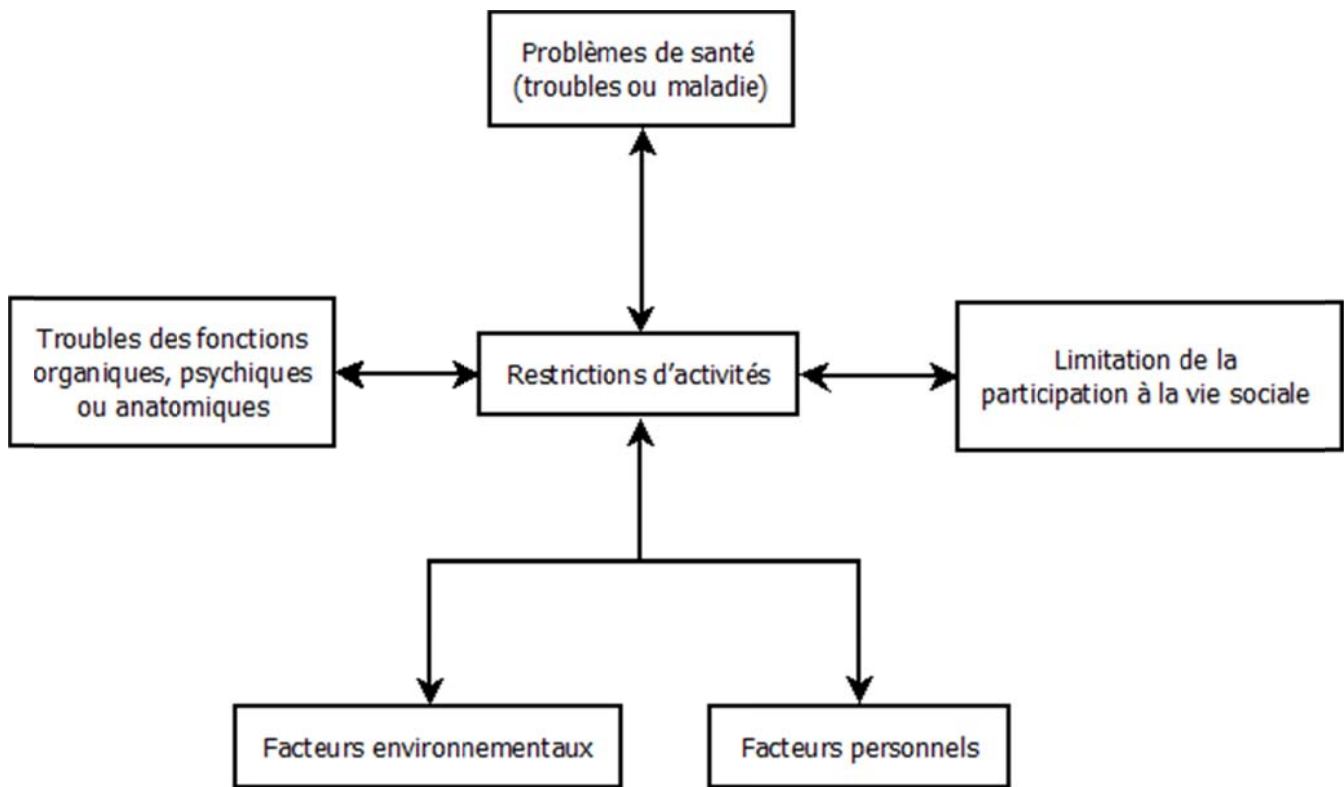 Problèmes de santé
(troubles ou maladie)
Troubles des fonctions
organiques, psychiques
ou anatomiques
Restrictions d'activités
Limitation de la
participation à la vie sociale
Facteurs environnementaux
Facteurs personnels